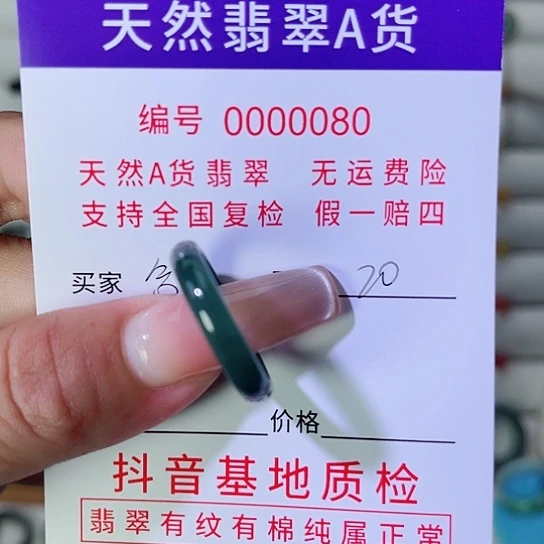 天然翡翠A货
编号 0000080
天然A货翡翠 无运费险
支持全国复检 假一赔四
买家 20
价格
抖音基地质检
翡翠有纹有棉纯属正常